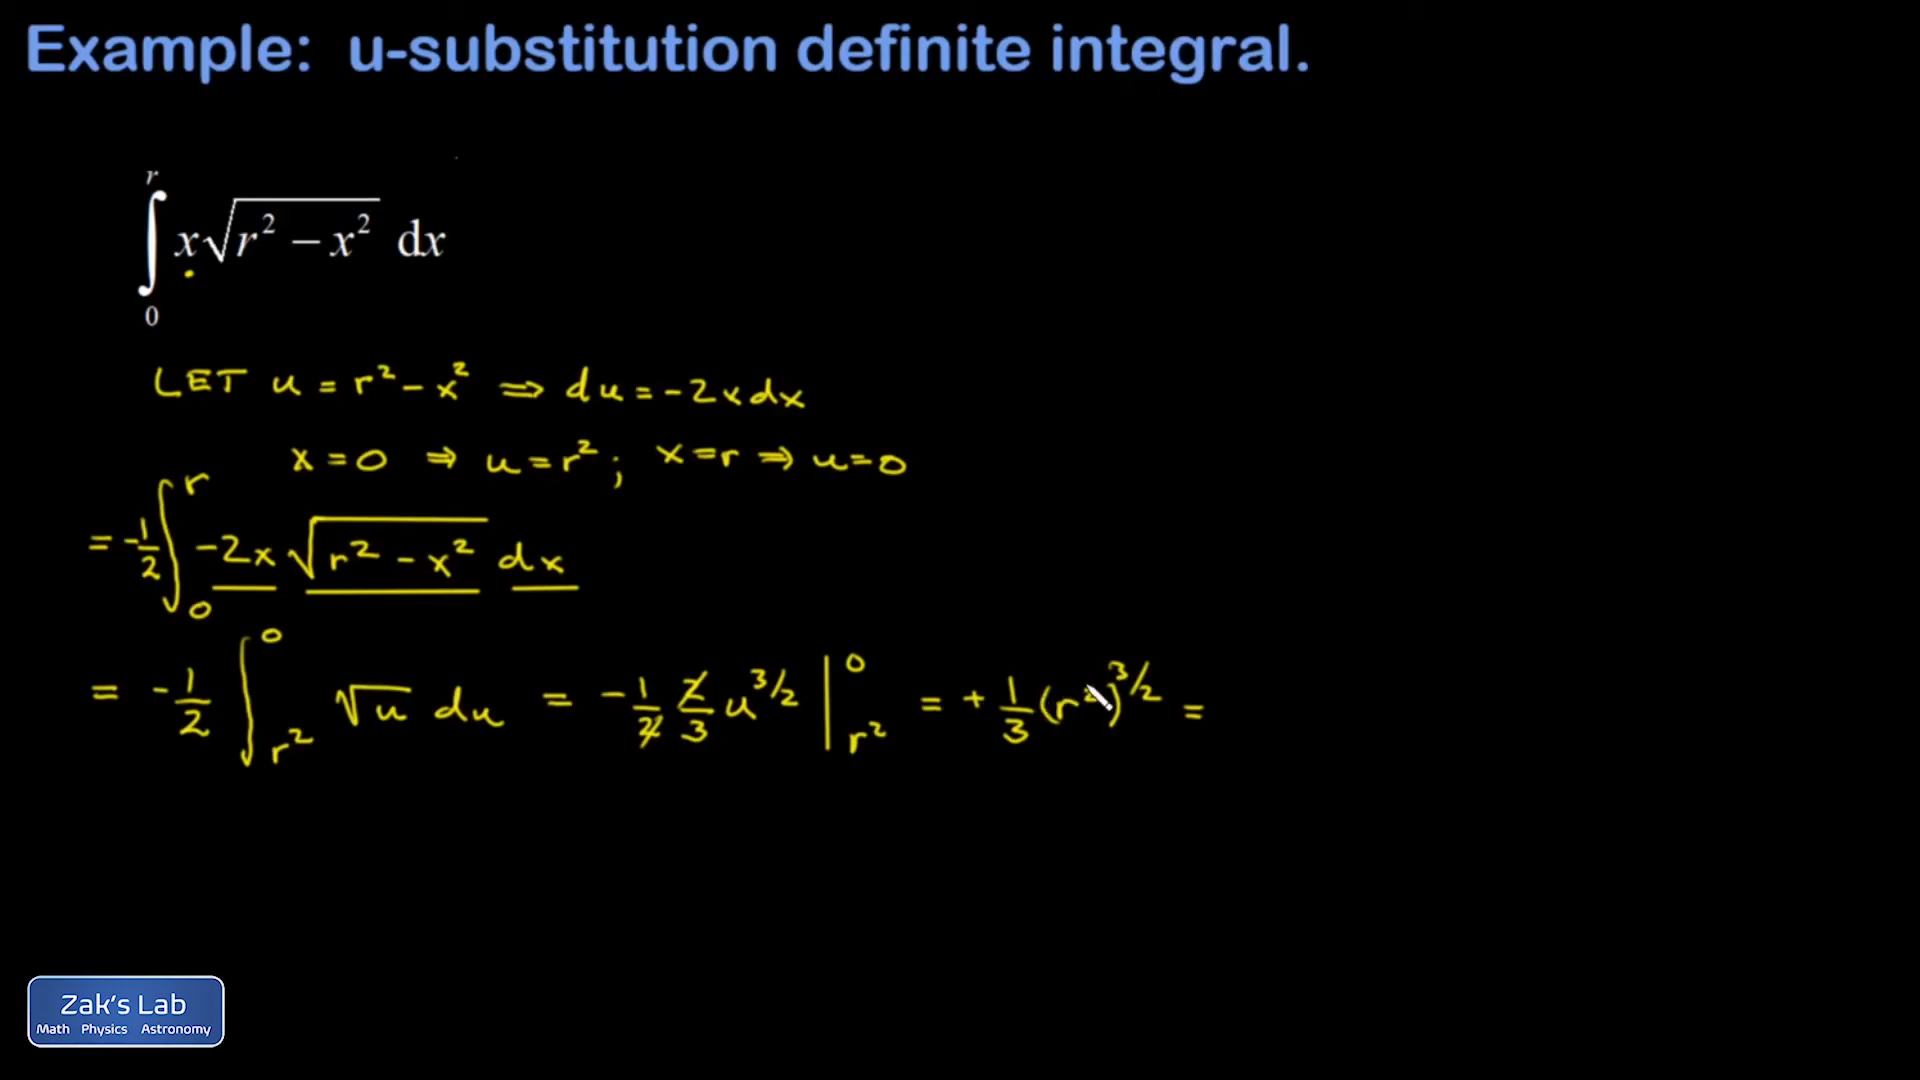 Example: u-substitution definite integral.
∫₀ʳ x√(r² − x²) dx
LET u = r² − x² ⇒ du = −2x dx
x = 0 ⇒ u = r² ; x = r ⇒ u = 0
= −1/2 ∫₀ʳ −2x √(r² − x²) dx
= −1/2 ∫_{r²}^{0} √u du = −1/2 2/3 u^{3/2} |_{r²}^{0} = +1/3 (r²)^{3/2} =
Zak's Lab
Math Physics Astronomy